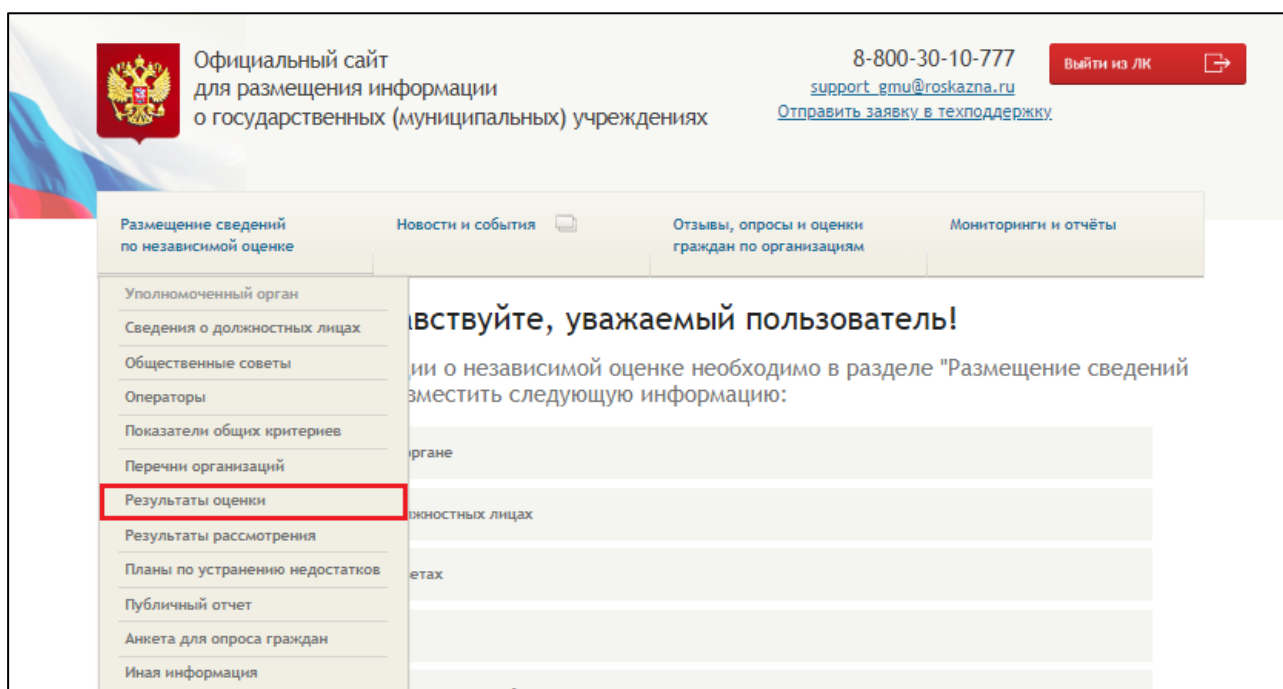 Официальный сайт
для размещения информации
о государственных (муниципальных) учреждениях
8-800-30-10-777
support_gmu@roskazna.ru
Отправить заявку в техподдержку
Выйти из ЛК
Размещение сведений
по независимой оценке
Новости и события
Отзывы, опросы и оценки
граждан по организациям
Мониторинги и отчёты
Уполномоченный орган
Сведения о должностных лицах
Общественные советы
Операторы
Показатели общих критериев
Перечни организаций
Результаты оценки
Результаты рассмотрения
Планы по устранению недостатков
Публичный отчет
Анкета для опроса граждан
Иная информация
вствуйте, уважаемый пользователь!
ии о независимой оценке необходимо в разделе "Размещение сведений
зместить следующую информацию:
ргане
жностных лицах
етах